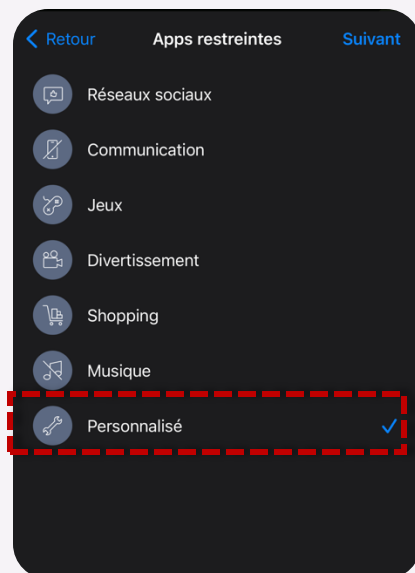 Retour Apps restreintes Suivant
Réseaux sociaux
Communication
Jeux
Divertissement
Shopping
Musique
Personnalisé